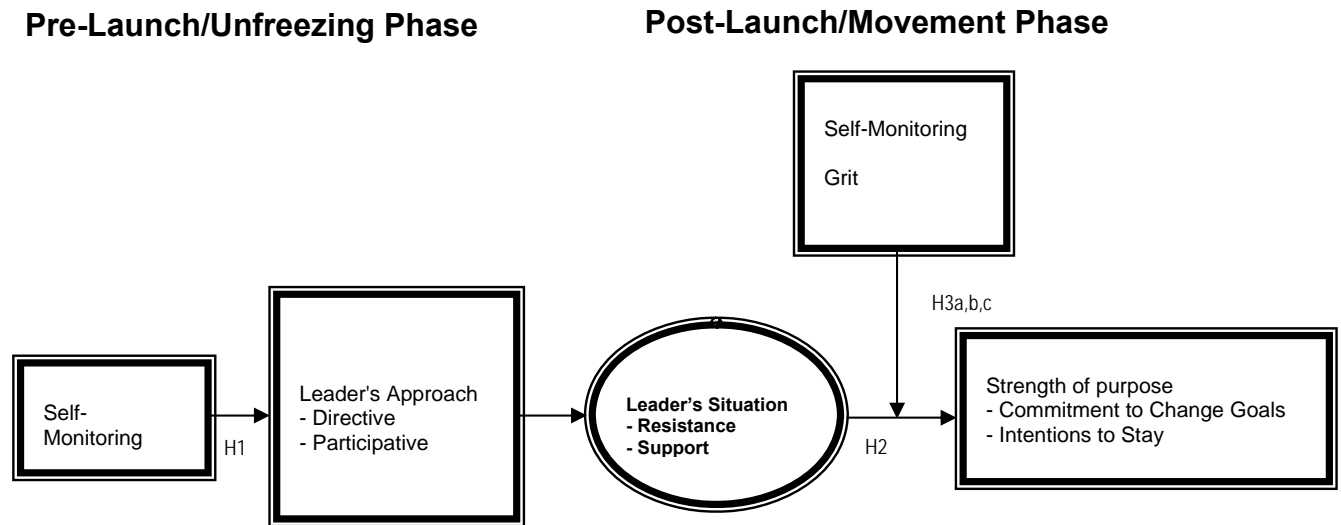 Pre-Launch/Unfreezing Phase
Post-Launch/Movement Phase
Self-Monitoring
Grit
H3a,b,c
Self-
Monitoring
H1
Leader's Approach
- Directive
- Participative
Leader’s Situation
- Resistance
- Support
H2
Strength of purpose
- Commitment to Change Goals
- Intentions to Stay